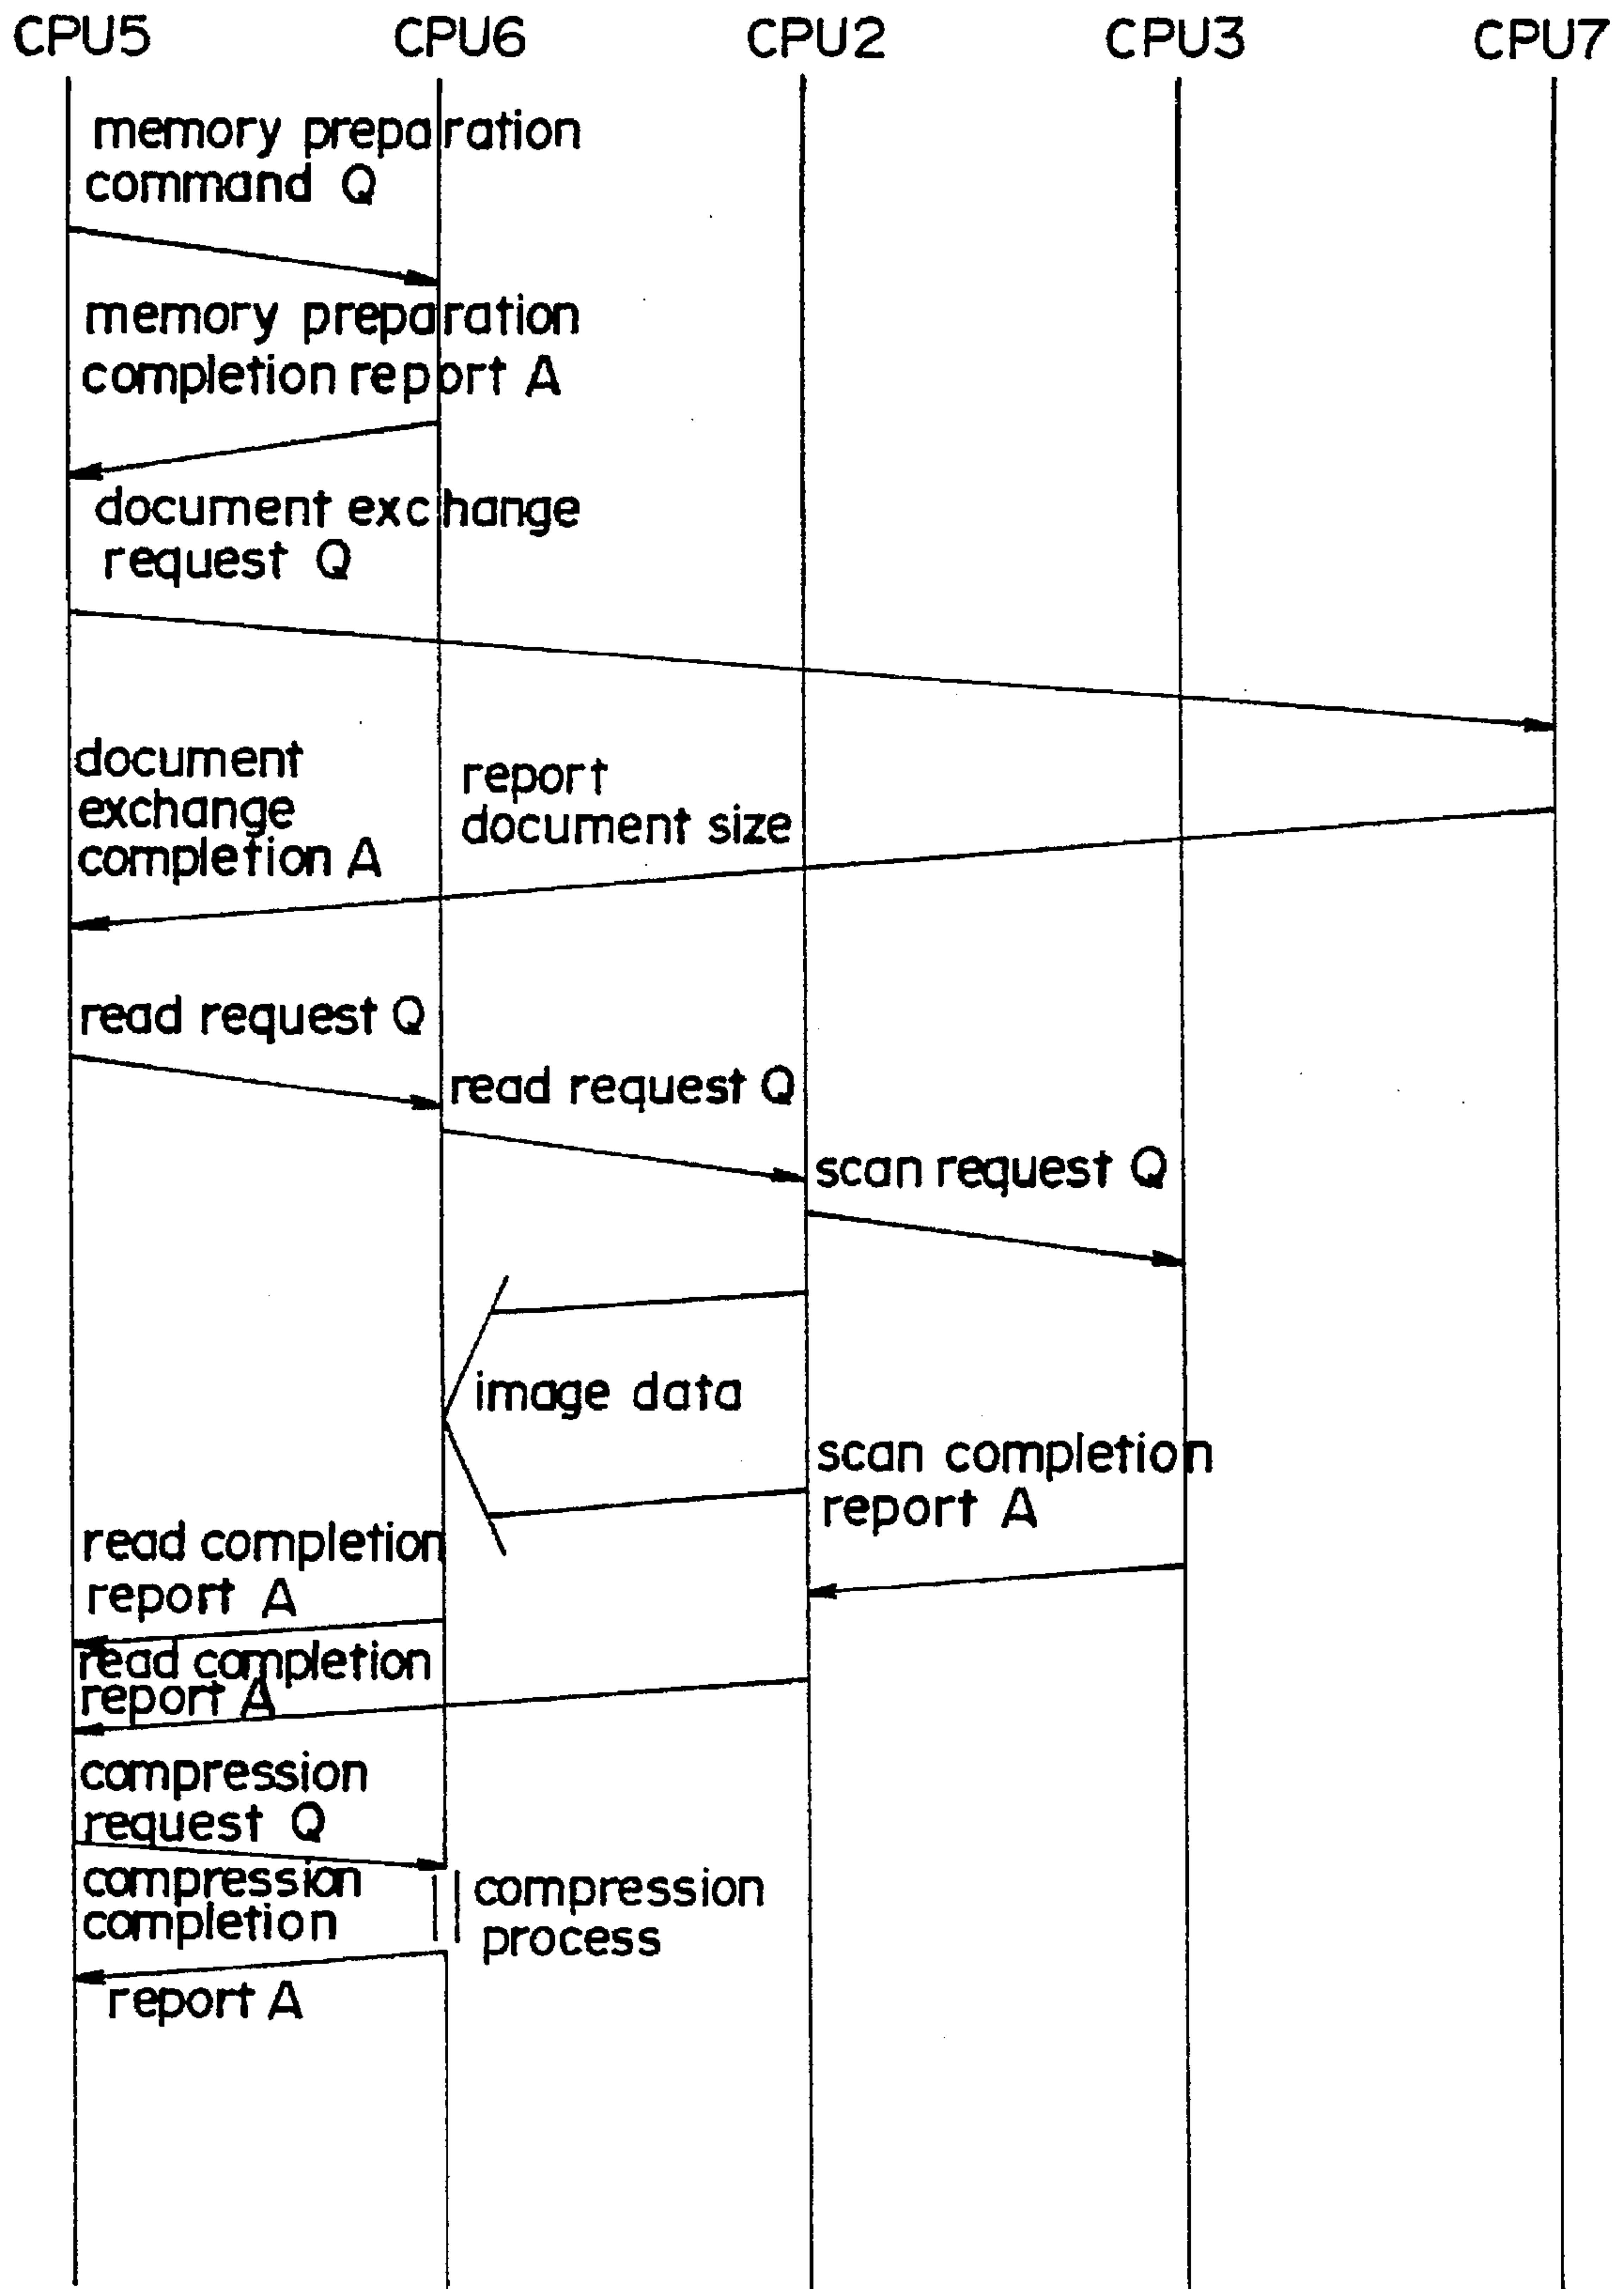 CPU5 CPU6 CPU2 CPU3 CPU7
memory preparation
command Q
memory preparation
completion report A
document exchange
request Q
document
exchange
completion A
report
document size
read request Q
read request Q
scan request Q
image data
scan completion
report A
read completion
report A
read completion
report A
compression
request Q
compression
completion
compression
process
report A